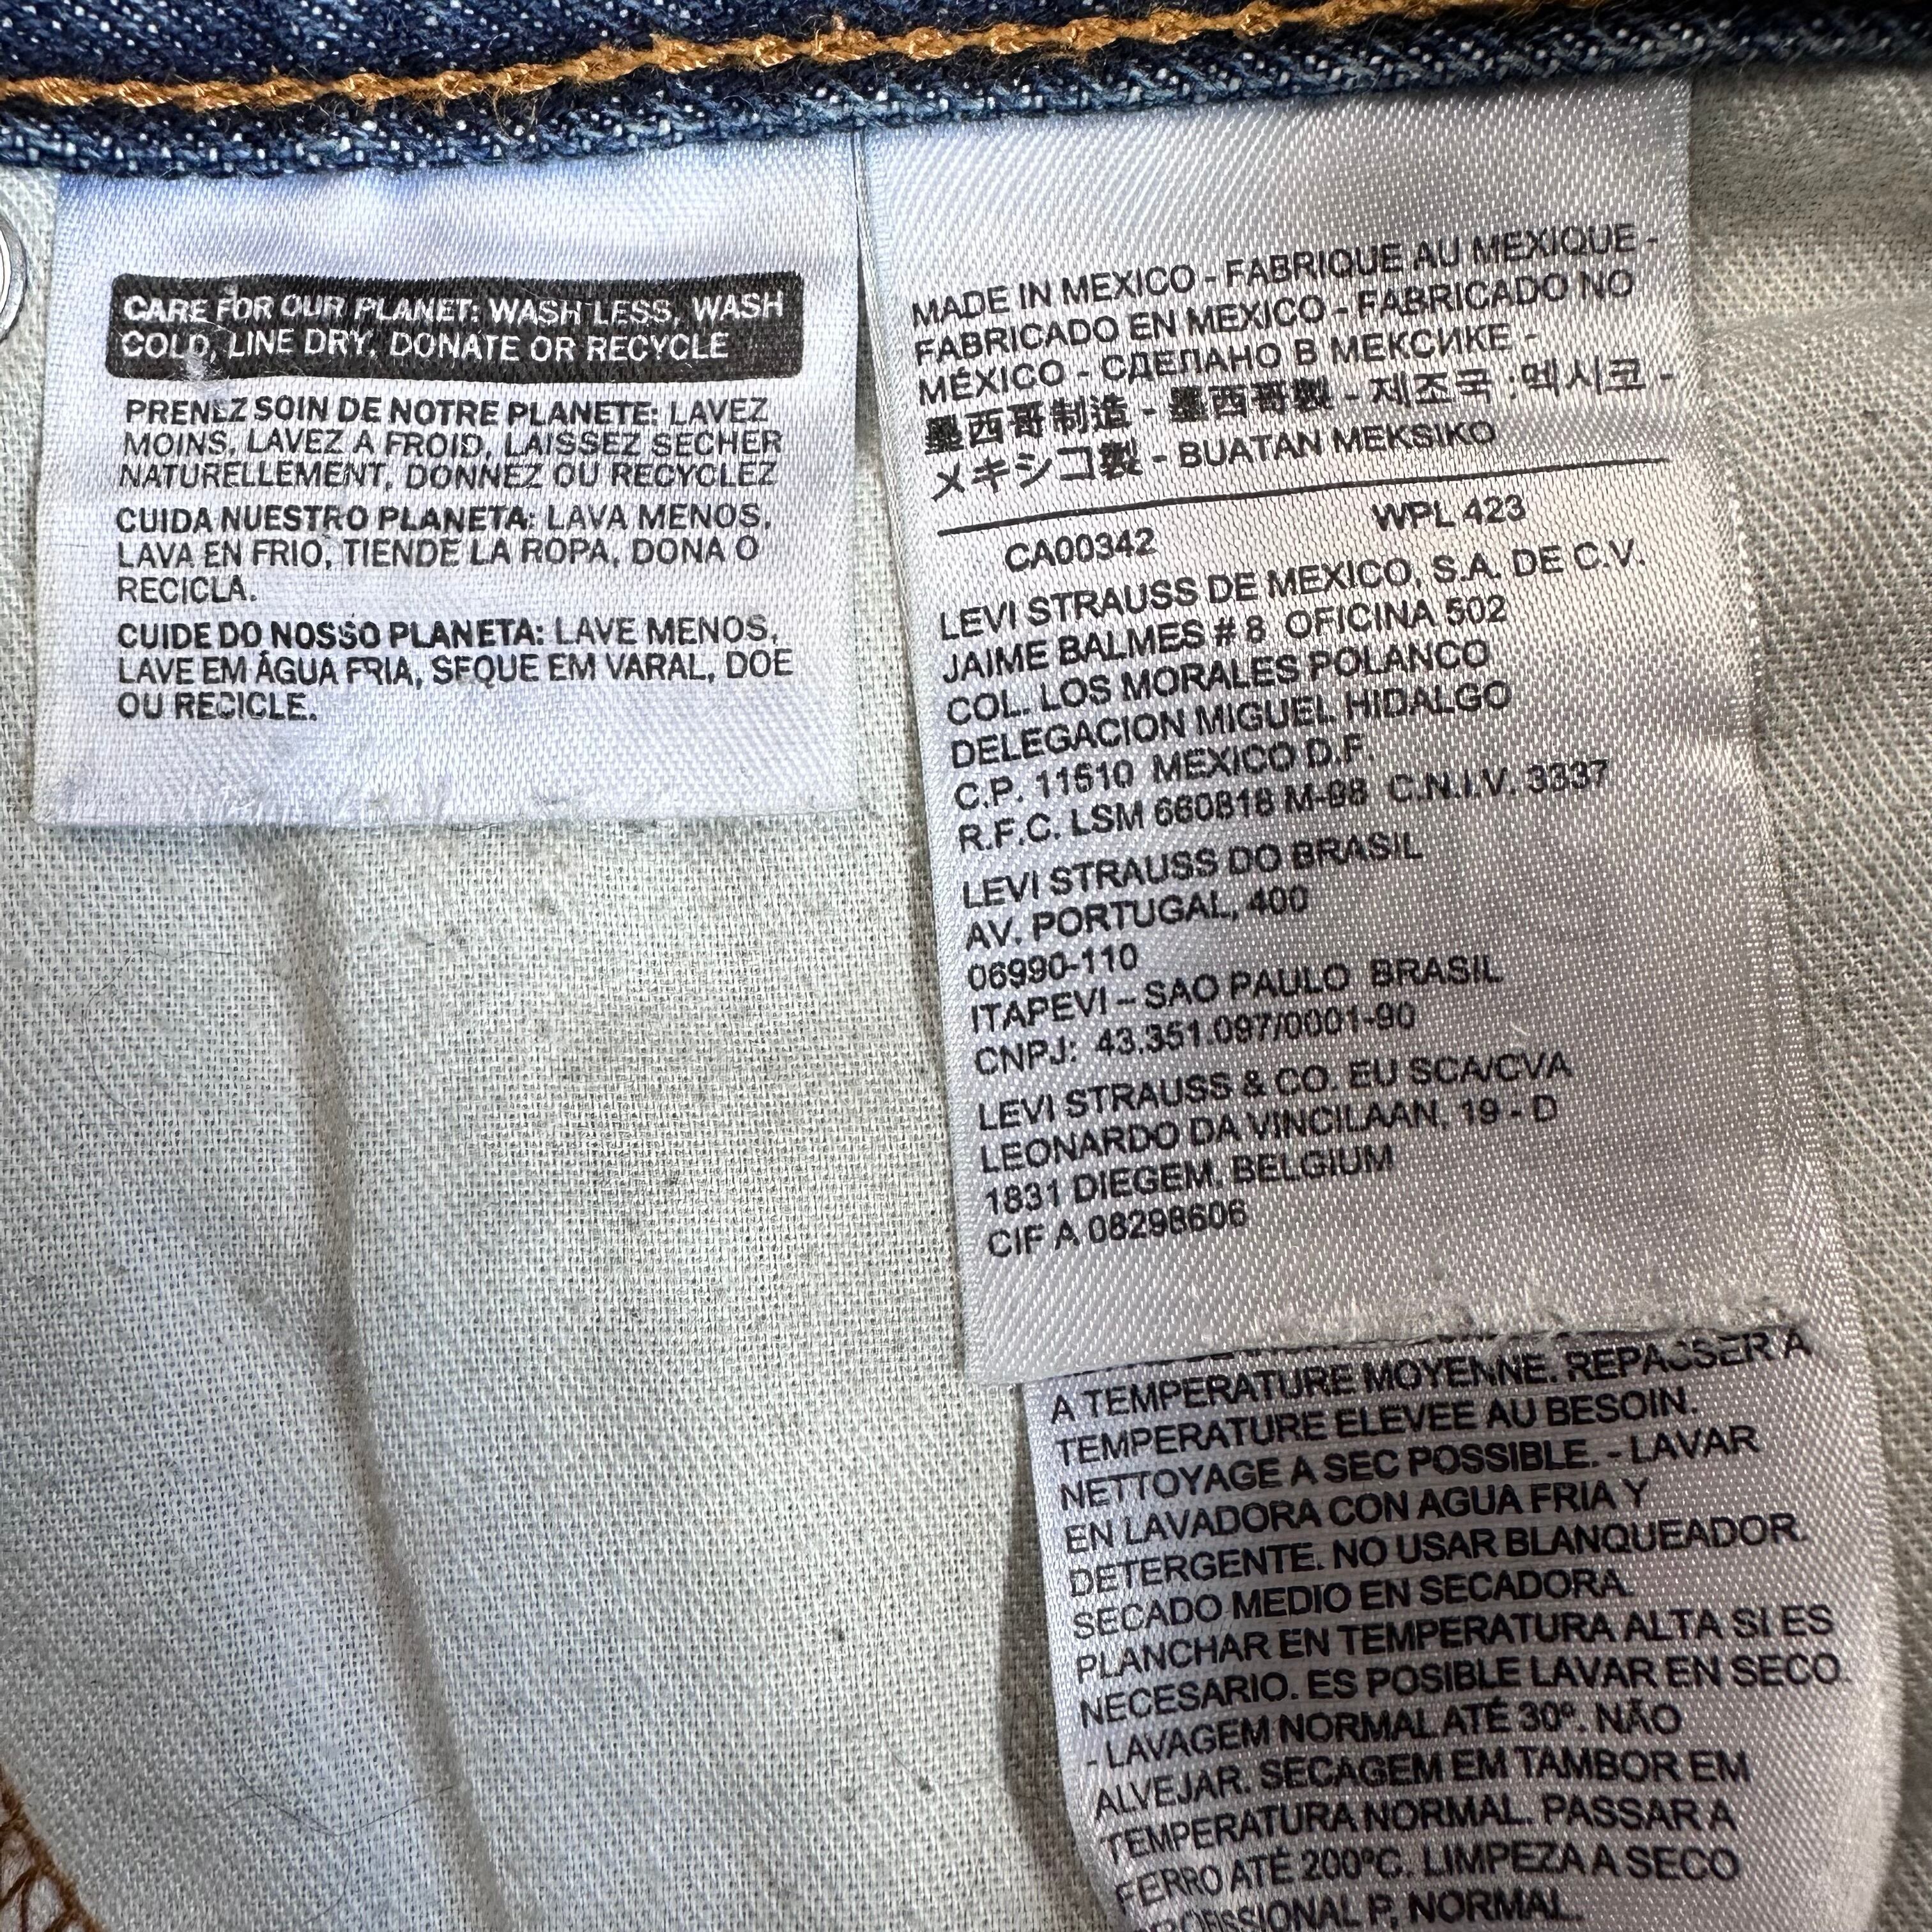 CARE FOR OUR PLANET: WASH LESS, WASH
COLD, LINE DRY, DONATE OR RECYCLE
PRENEZ SOIN DE NOTRE PLANETE: LAVEZ
MOINS, LAVEZ A FROID, LAISSEZ SECHER
NATURELLEMENT, DONNEZ OU RECYCLEZ
CUIDA NUESTRO PLANETA: LAVA MENOS,
LAVA EN FRIO, TIENDE LA ROPA, DONA O
RECICLA.
CUIDE DO NOSSO PLANETA: LAVE MENOS,
LAVE EM ÁGUA FRIA, SEQUE EM VARAL, DOE
OU RECICLE.
MADE IN MEXICO - FABRIQUE AU MEXIQUE -
FABRICADO EN MEXICO - FABRICADO NO
MÉXICO - СДЕЛАНО В МЕКСИКЕ -
墨西哥制造 - 墨西哥製 - 제조국 :멕시코 -
メキシコ製 - BUATAN MEKSIKO
CA00342 WPL 423
LEVI STRAUSS DE MEXICO, S.A. DE C.V.
JAIME BALMES # 8 OFICINA 502
COL. LOS MORALES POLANCO
DELEGACION MIGUEL HIDALGO
C.P. 11510 MEXICO D.F.
R.F.C. LSM 660818 M-98 C.N.I.V. 3337
LEVI STRAUSS DO BRASIL
AV. PORTUGAL, 400
06990-110
ITAPEVI – SAO PAULO BRASIL
CNPJ: 43.351.097/0001-90
LEVI STRAUSS & CO. EU SCA/CVA
LEONARDO DA VINCILAAN, 19 - D
1831 DIEGEM, BELGIUM
CIF A 08298606
A TEMPERATURE MOYENNE. REPASSER A
TEMPERATURE ELEVEE AU BESOIN.
NETTOYAGE A SEC POSSIBLE. - LAVAR
EN LAVADORA CON AGUA FRIA Y
DETERGENTE. NO USAR BLANQUEADOR.
SECADO MEDIO EN SECADORA.
PLANCHAR EN TEMPERATURA ALTA SI ES
NECESARIO. ES POSIBLE LAVAR EN SECO.
- LAVAGEM NORMAL ATÉ 30º. NÃO
ALVEJAR. SECAGEM EM TAMBOR EM
TEMPERATURA NORMAL. PASSAR A
FERRO ATÉ 200ºC. LIMPEZA A SECO
PROFISSIONAL P, NORMAL.